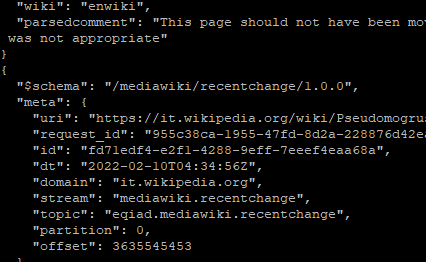 "wiki": "enwiki",
"parsedcomment": "This page should not have been mov
was not appropriate"
}
{
"$schema": "/mediawiki/recentchange/1.0.0",
"meta": {
"uri": "https://it.wikipedia.org/wiki/Pseudomogrus
"request_id": "955c38ca-1955-47fd-8d2a-228876d42ea
"id": "fd71edf4-e2f1-4288-9eff-7eeef4eaa68a",
"dt": "2022-02-10T04:34:56Z",
"domain": "it.wikipedia.org",
"stream": "mediawiki.recentchange",
"topic": "eqiad.mediawiki.recentchange",
"partition": 0,
"offset": 3635545453